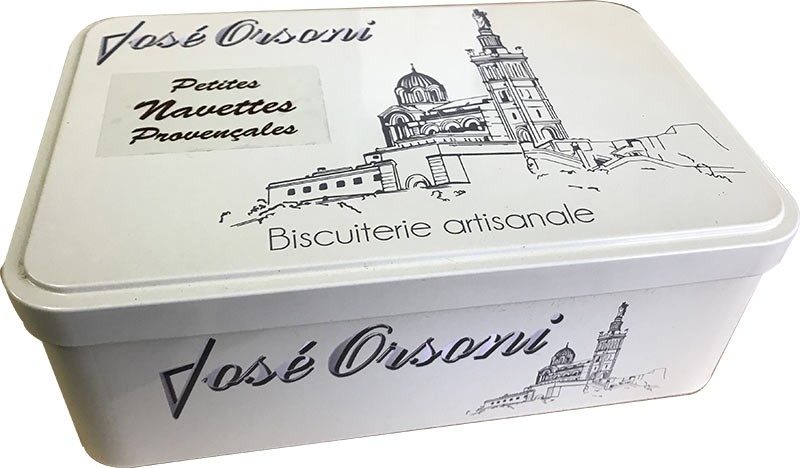 José Orsoni
Petites
Navettes
Provençales
Biscuiterie artisanale
José Orsoni